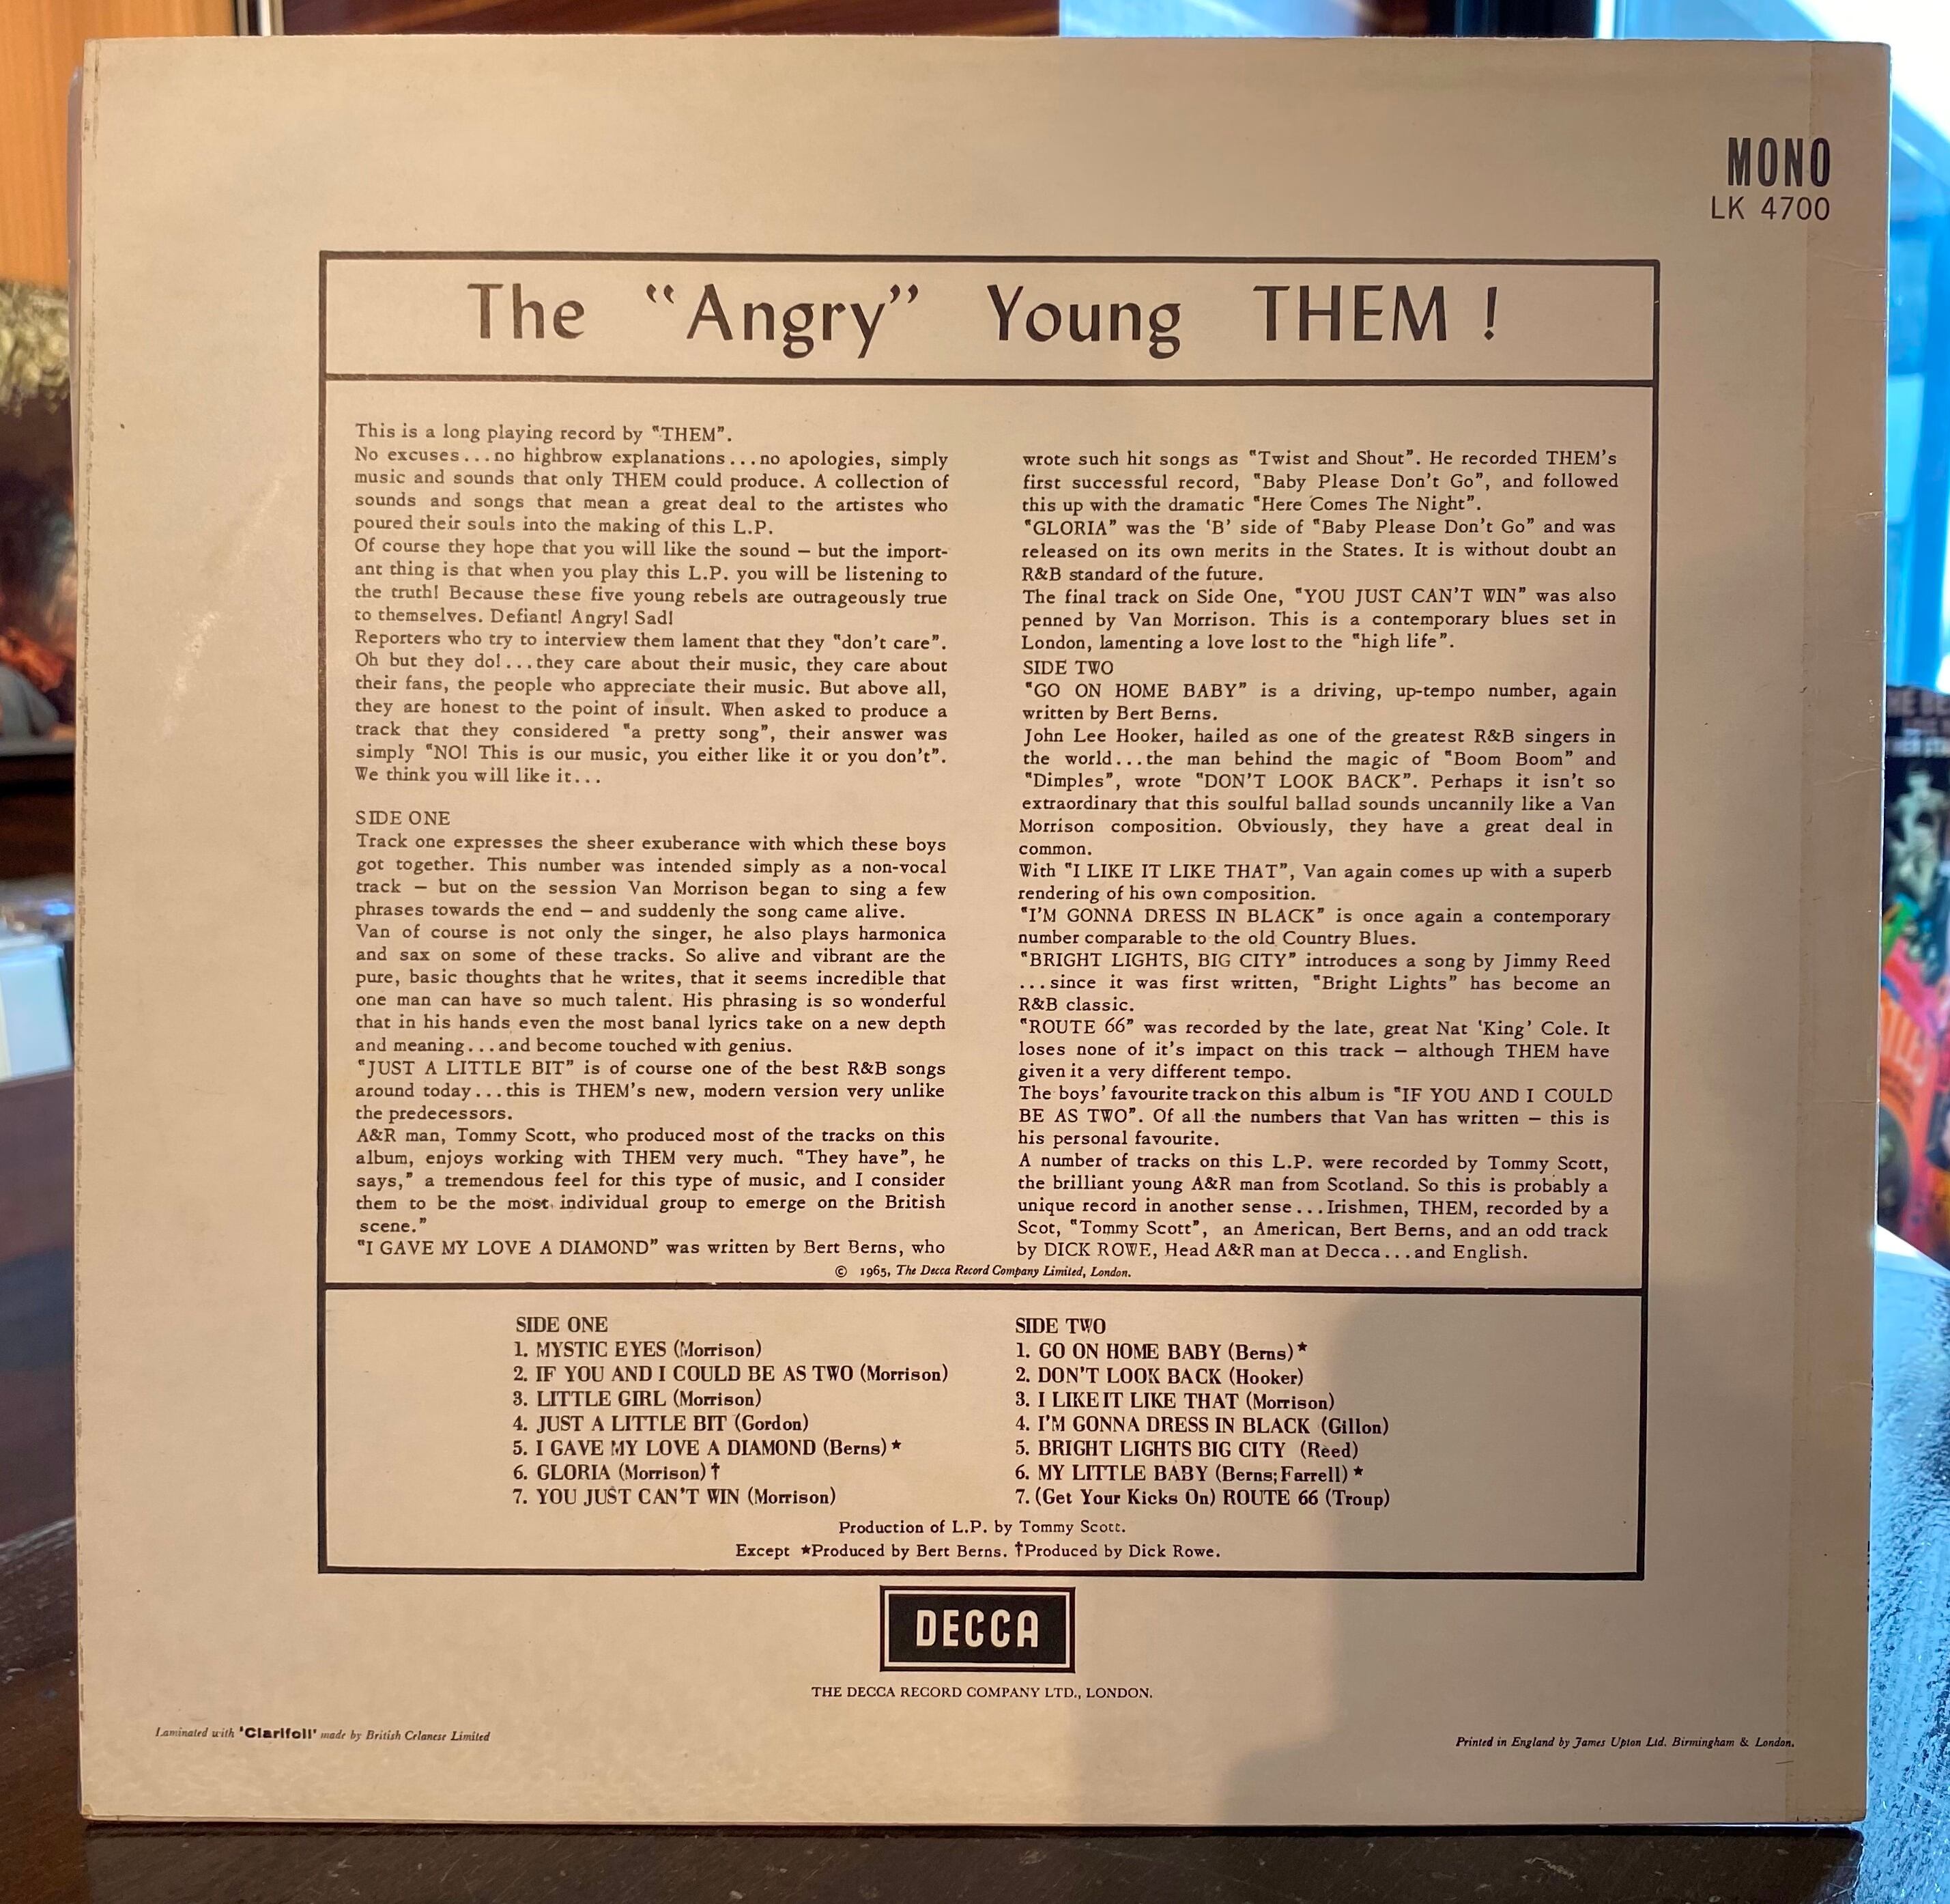 MONO
LK 4700
The “Angry” Young THEM !
This is a long playing record by "THEM".
No excuses...no highbrow explanations...no apologies, simply
music and sounds that only THEM could produce. A collection of
sounds and songs that mean a great deal to the artistes who
poured their souls into the making of this L.P.
Of course they hope that you will like the sound – but the import-
ant thing is that when you play this L.P. you will be listening to
the truth! Because these five young rebels are outrageously true
to themselves. Defiant! Angry! Sad!
Reporters who try to interview them lament that they "don't care".
Oh but they do!...they care about their music, they care about
their fans, the people who appreciate their music. But above all,
they are honest to the point of insult. When asked to produce a
track that they considered "a pretty song", their answer was
simply "NO! This is our music, you either like it or you don't".
We think you will like it...
SIDE ONE
Track one expresses the sheer exuberance with which these boys
got together. This number was intended simply as a non-vocal
track – but on the session Van Morrison began to sing a few
phrases towards the end – and suddenly the song came alive.
Van of course is not only the singer, he also plays harmonica
and sax on some of these tracks. So alive and vibrant are the
pure, basic thoughts that he writes, that it seems incredible that
one man can have so much talent. His phrasing is so wonderful
that in his hands even the most banal lyrics take on a new depth
and meaning...and become touched with genius.
"JUST A LITTLE BIT" is of course one of the best R&B songs
around today...this is THEM's new, modern version very unlike
the predecessors.
A&R man, Tommy Scott, who produced most of the tracks on this
album, enjoys working with THEM very much. "They have", he
says," a tremendous feel for this type of music, and I consider
them to be the most individual group to emerge on the British
scene."
"I GAVE MY LOVE A DIAMOND" was written by Bert Berns, who
wrote such hit songs as "Twist and Shout". He recorded THEM's
first successful record, "Baby Please Don't Go", and followed
this up with the dramatic "Here Comes The Night".
"GLORIA" was the 'B' side of "Baby Please Don't Go" and was
released on its own merits in the States. It is without doubt an
R&B standard of the future.
The final track on Side One, "YOU JUST CAN'T WIN" was also
penned by Van Morrison. This is a contemporary blues set in
London, lamenting a love lost to the "high life".
SIDE TWO
"GO ON HOME BABY" is a driving, up-tempo number, again
written by Bert Berns.
John Lee Hooker, hailed as one of the greatest R&B singers in
the world...the man behind the magic of "Boom Boom" and
"Dimples", wrote "DON'T LOOK BACK". Perhaps it isn't so
extraordinary that this soulful ballad sounds uncannily like a Van
Morrison composition. Obviously, they have a great deal in
common.
With "I LIKE IT LIKE THAT", Van again comes up with a superb
rendering of his own composition.
"I'M GONNA DRESS IN BLACK" is once again a contemporary
number comparable to the old Country Blues.
"BRIGHT LIGHTS, BIG CITY" introduces a song by Jimmy Reed
...since it was first written, "Bright Lights" has become an
R&B classic.
"ROUTE 66" was recorded by the late, great Nat 'King' Cole. It
loses none of it's impact on this track – although THEM have
given it a very different tempo.
The boys' favourite track on this album is "IF YOU AND I COULD
BE AS TWO". Of all the numbers that Van has written – this is
his personal favourite.
A number of tracks on this L.P. were recorded by Tommy Scott,
the brilliant young A&R man from Scotland. So this is probably a
unique record in another sense...Irishmen, THEM, recorded by a
Scot, "Tommy Scott", an American, Bert Berns, and an odd track
by DICK ROWE, Head A&R man at Decca...and English.
© 1965, The Decca Record Company Limited, London.
SIDE ONE
1. MYSTIC EYES (Morrison)
2. IF YOU AND I COULD BE AS TWO (Morrison)
3. LITTLE GIRL (Morrison)
4. JUST A LITTLE BIT (Gordon)
5. I GAVE MY LOVE A DIAMOND (Berns)★
6. GLORIA (Morrison)†
7. YOU JUST CAN'T WIN (Morrison)
SIDE TWO
1. GO ON HOME BABY (Berns)★
2. DON'T LOOK BACK (Hooker)
3. I LIKE IT LIKE THAT (Morrison)
4. I'M GONNA DRESS IN BLACK (Gillon)
5. BRIGHT LIGHTS BIG CITY (Reed)
6. MY LITTLE BABY (Berns; Farrell)★
7. (Get Your Kicks On) ROUTE 66 (Troup)
Production of L.P. by Tommy Scott.
Except ★Produced by Bert Berns. †Produced by Dick Rowe.
DECCA
THE DECCA RECORD COMPANY LTD., LONDON.
Laminated with 'Clarifoil' made by British Celanese Limited
Printed in England by James Upton Ltd. Birmingham & London.